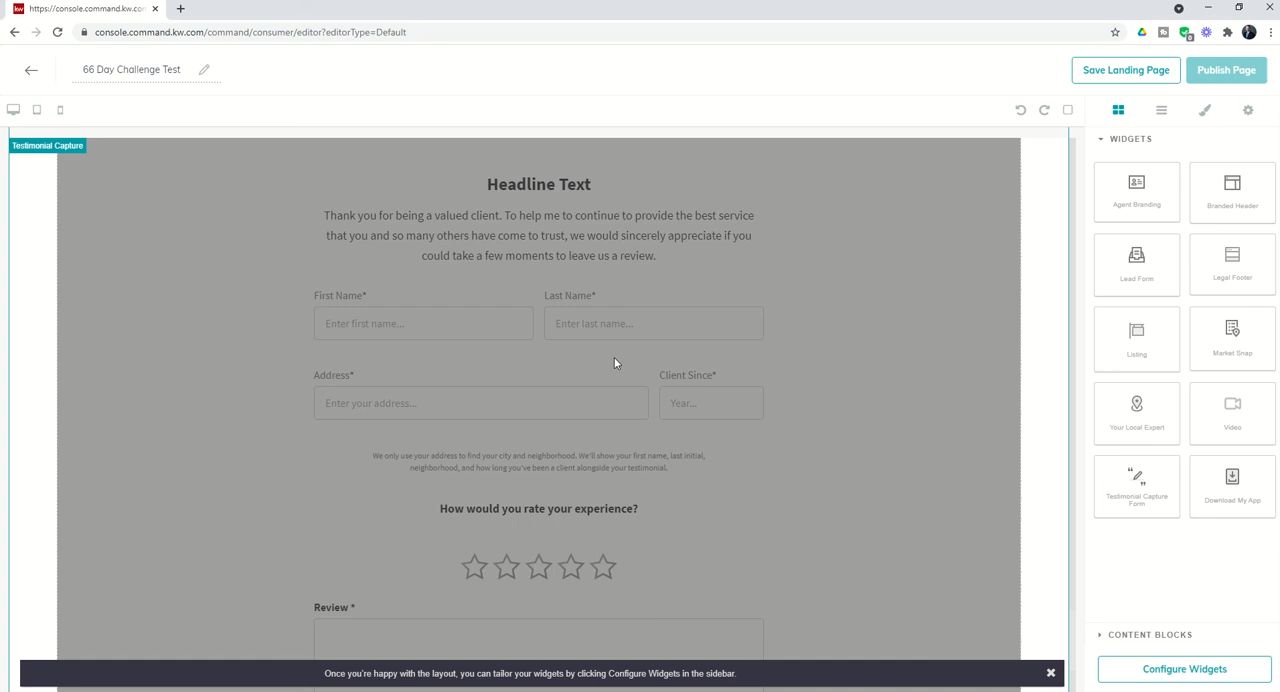 kw https://console.command.kw.com
console.command.kw.com/command/consumer/editor?editorType=Default
66 Day Challenge Test
Save Landing Page
Publish Page
Testimonial Capture
WIDGETS
Headline Text
Thank you for being a valued client. To help me to continue to provide the best service
that you and so many others have come to trust, we would sincerely appreciate if you
could take a few moments to leave us a review.
First Name*
Last Name*
Enter first name...
Enter last name...
Address*
Client Since*
Enter your address...
Year...
We only use your address to find your city and neighborhood. We'll show your first name, last initial,
neighborhood, and how long you've been a client alongside your testimonial.
How would you rate your experience?
Review *
Once you're happy with the layout, you can tailor your widgets by clicking Configure Widgets in the sidebar.
Agent Branding
Branded Header
Lead Form
Legal Footer
Listing
Market Snap
Your Local Expert
Video
Testimonial Capture
Form
Download My App
CONTENT BLOCKS
Configure Widgets